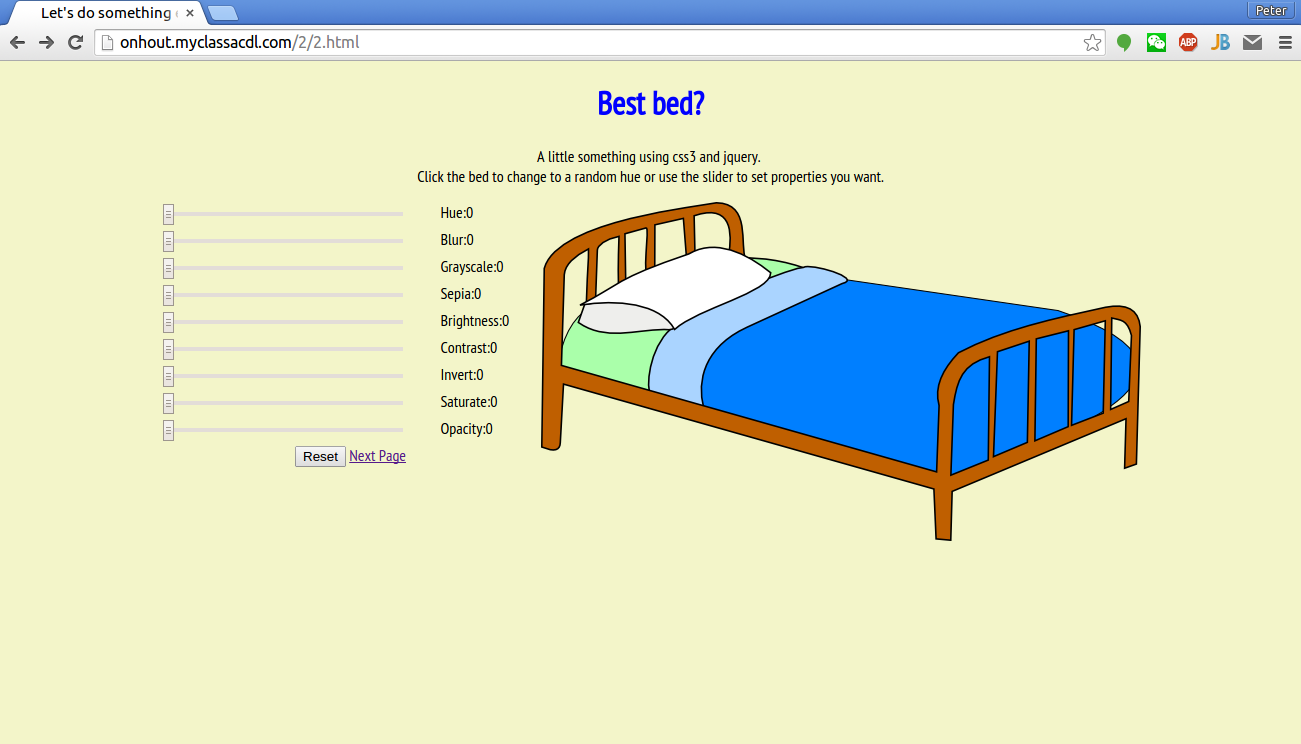 Let's do something
Peter
onhout.myclassacdl.com/2/2.html
ABP
JB
Best bed?
A little something using css3 and jquery.
Click the bed to change to a random hue or use the slider to set properties you want.
Hue:0
Blur:0
Grayscale:0
Sepia:0
Brightness:0
Contrast:0
Invert:0
Saturate:0
Opacity:0
Reset Next Page